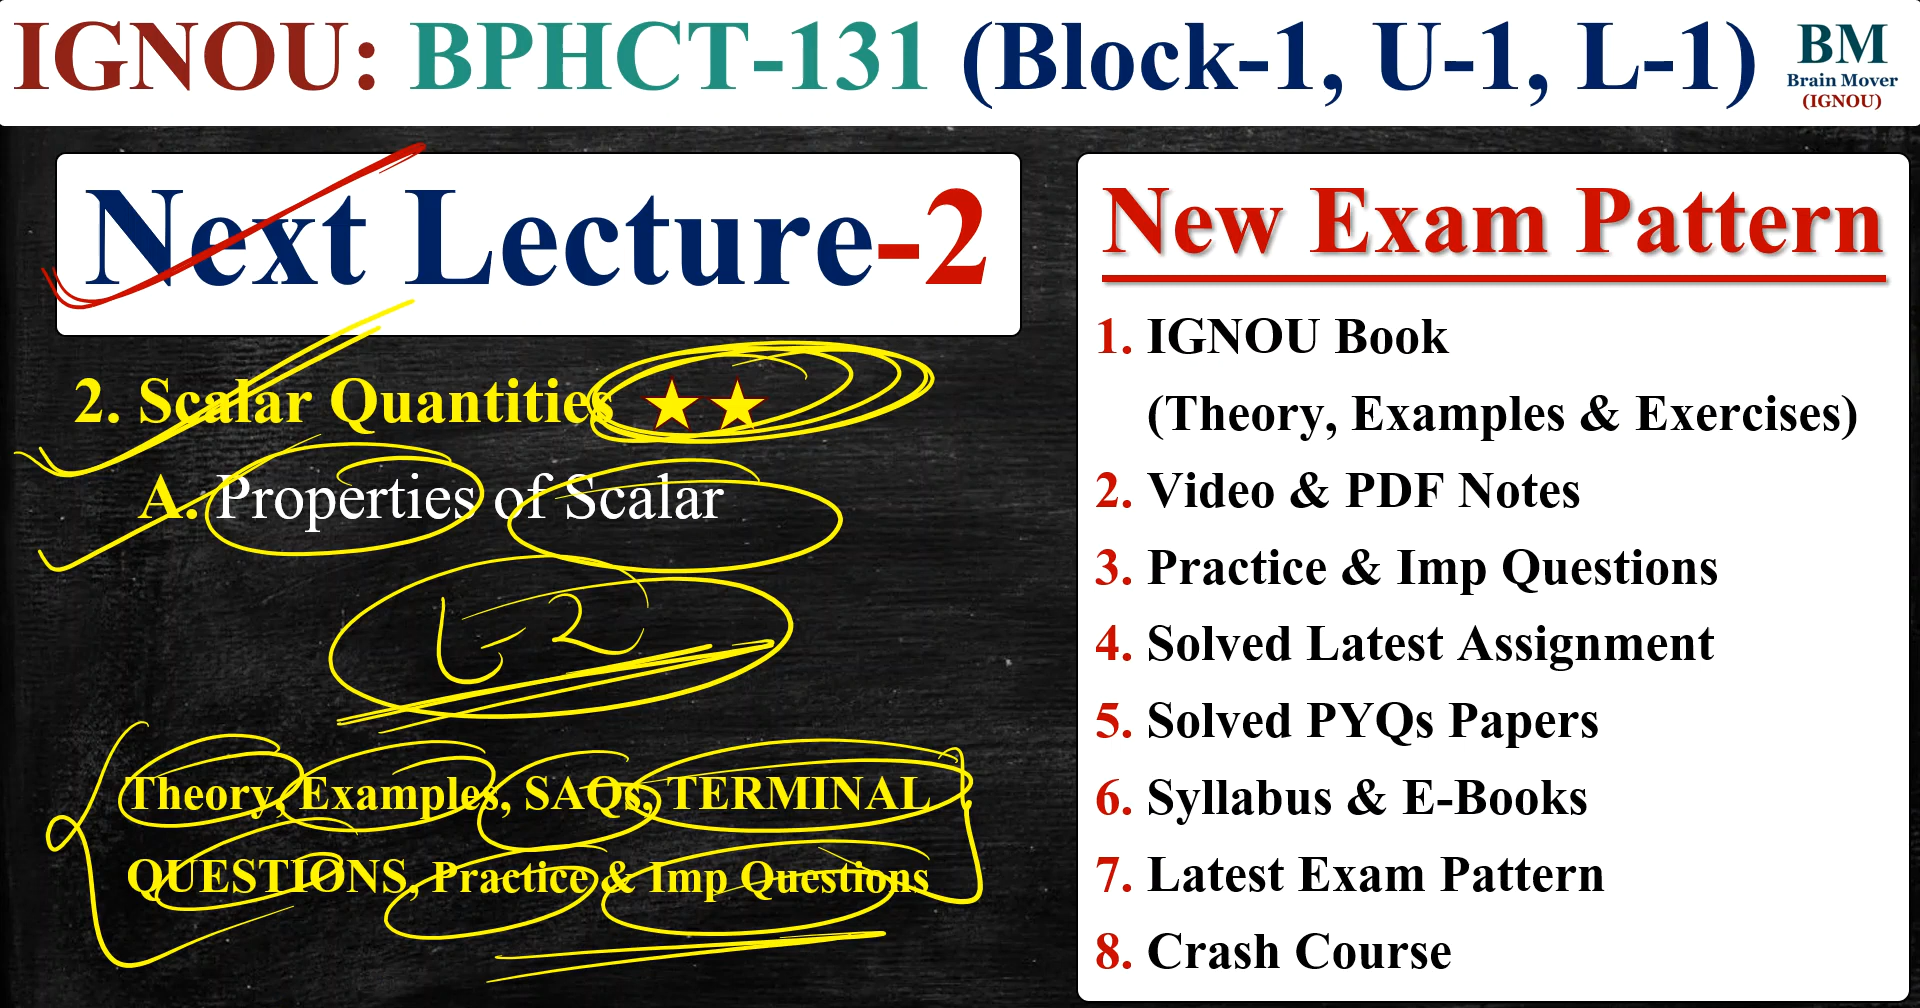 IGNOU: BPHCT-131 (Block-1, U-1, L-1)
BM
Brain Mover
(IGNOU)
Next Lecture-2
2. Scalar Quantities
A. Properties of Scalar
L-2
Theory, Examples, SAQs, TERMINAL
QUESTIONS, Practice & Imp Questions
New Exam Pattern
1. IGNOU Book
(Theory, Examples & Exercises)
2. Video & PDF Notes
3. Practice & Imp Questions
4. Solved Latest Assignment
5. Solved PYQs Papers
6. Syllabus & E-Books
7. Latest Exam Pattern
8. Crash Course